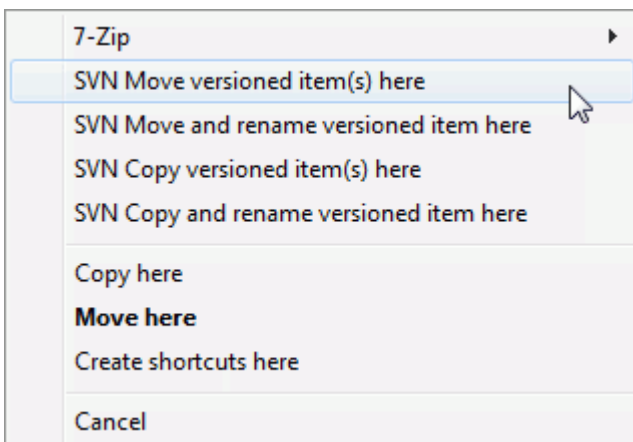 7-Zip
SVN Move versioned item(s) here
SVN Move and rename versioned item here
SVN Copy versioned item(s) here
SVN Copy and rename versioned item here
Copy here
Move here
Create shortcuts here
Cancel